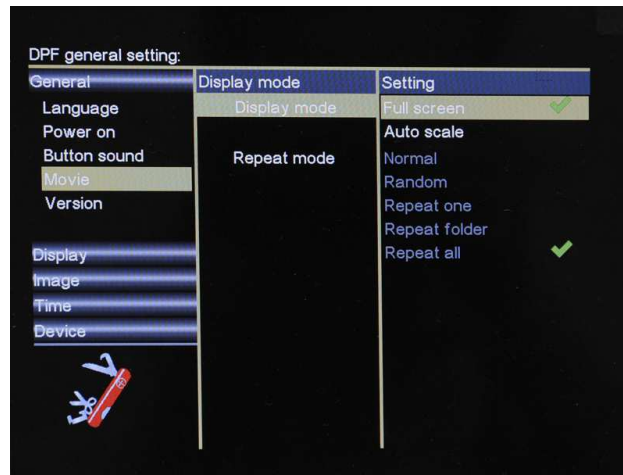 DPF general setting:
General
Language
Power on
Button sound
Movie
Version
Display
Image
Time
Device
Display mode
Display mode
Repeat mode
Setting
Full screen
Auto scale
Normal
Random
Repeat one
Repeat folder
Repeat all